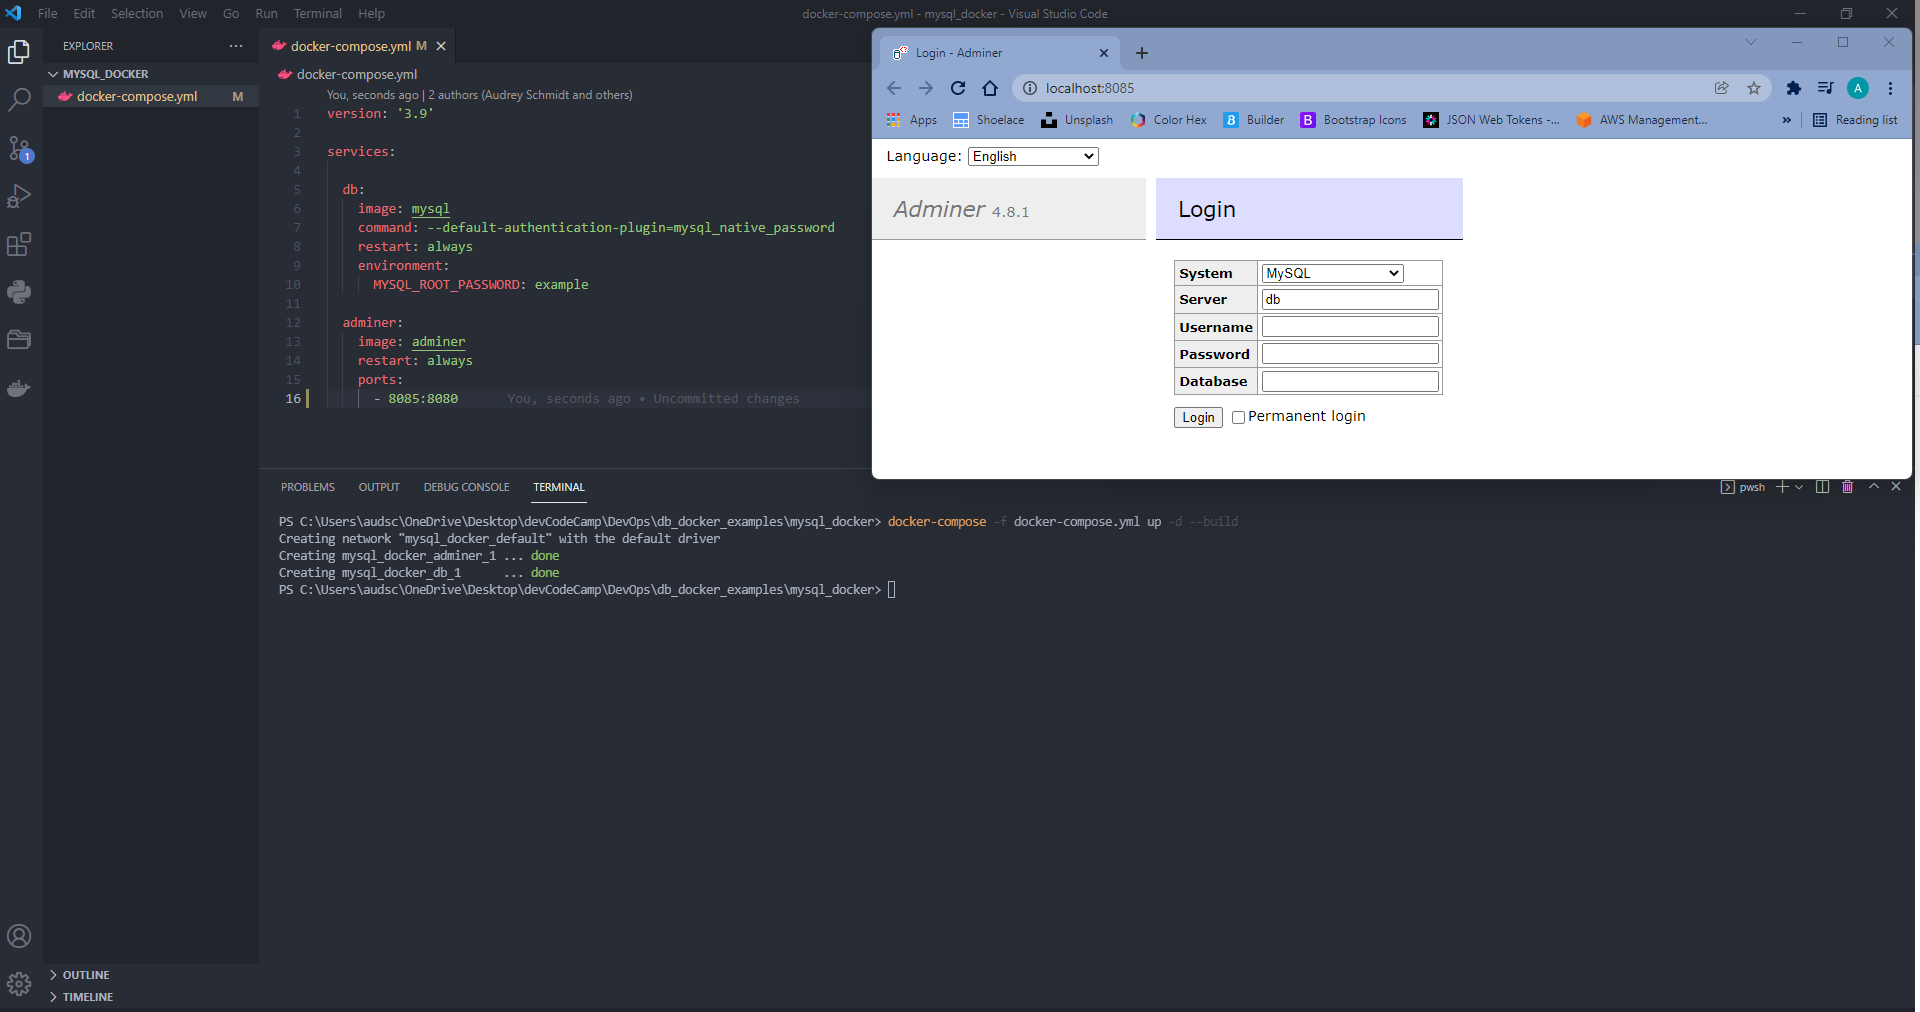 File Edit Selection View Go Run Terminal Help
docker-compose.yml - mysql_docker - Visual Studio Code
EXPLORER
MYSQL_DOCKER
docker-compose.yml M
1
OUTLINE
TIMELINE
docker-compose.yml M
docker-compose.yml
You, seconds ago | 2 authors (Audrey Schmidt and others)
1 version: '3.9'
2
3 services:
4
5 db:
6 image: mysql
7 command: --default-authentication-plugin=mysql_native_password
8 restart: always
9 environment:
10 MYSQL_ROOT_PASSWORD: example
11
12 adminer:
13 image: adminer
14 restart: always
15 ports:
16 - 8085:8080 You, seconds ago • Uncommitted changes
Login - Adminer
localhost:8085
A
Apps Shoelace Unsplash Color Hex Builder Bootstrap Icons JSON Web Tokens -... AWS Management... » Reading list
Language: English
Adminer 4.8.1
Login
System MySQL
Server db
Username
Password
Database
Login Permanent login
PROBLEMS OUTPUT DEBUG CONSOLE TERMINAL
pwsh
PS C:\Users\audsc\OneDrive\Desktop\devCodeCamp\DevOps\db_docker_examples\mysql_docker> docker-compose -f docker-compose.yml up -d --build
Creating network "mysql_docker_default" with the default driver
Creating mysql_docker_adminer_1 ... done
Creating mysql_docker_db_1 ... done
PS C:\Users\audsc\OneDrive\Desktop\devCodeCamp\DevOps\db_docker_examples\mysql_docker>